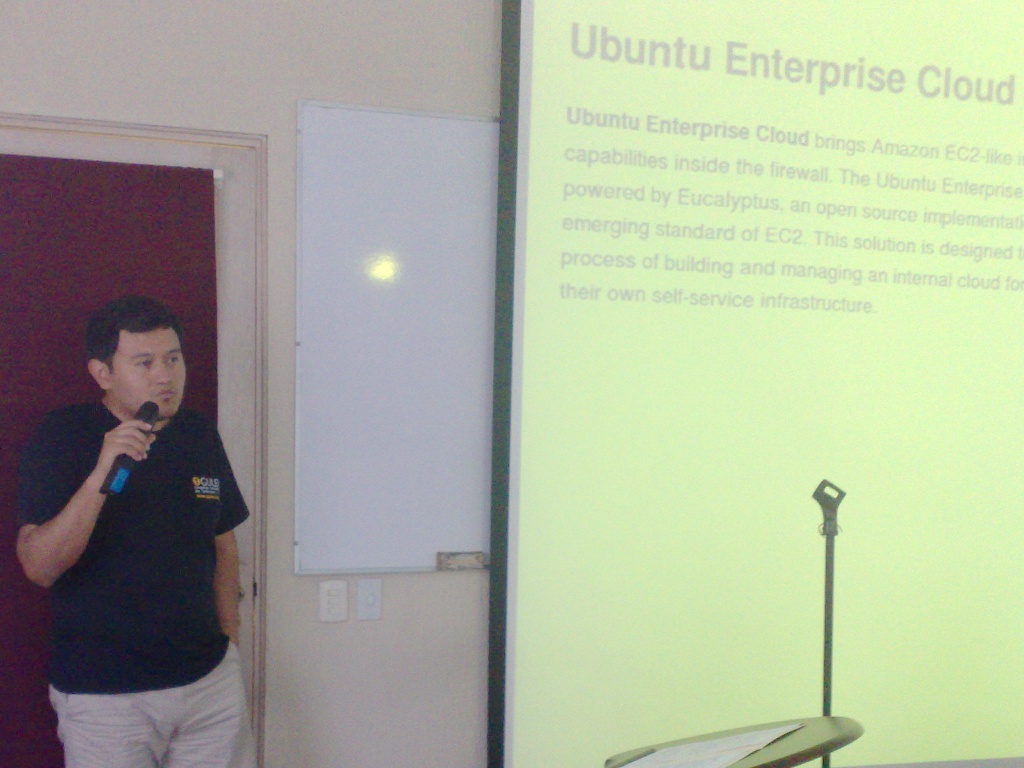 Ubuntu Enterprise Cloud
Ubuntu Enterprise Cloud brings Amazon EC2-like
capabilities inside the firewall. The Ubuntu Enterprise
powered by Eucalyptus, an open source
emerging standard of EC2. This solution is designed
process of building and managing an internal cloud for
their own self-service infrastructure.